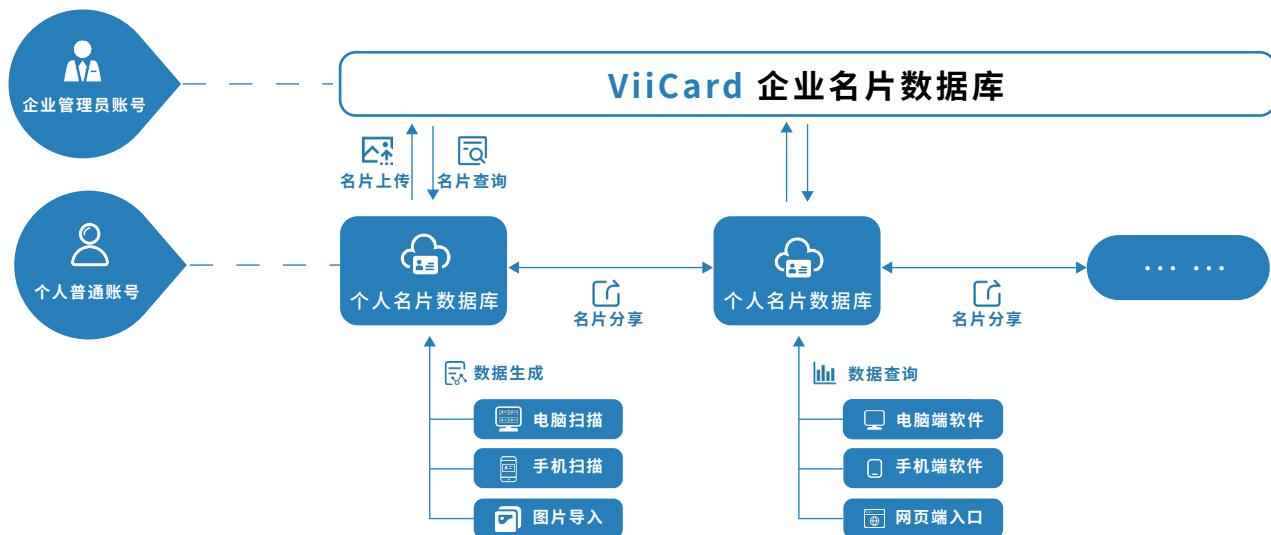 企业管理员账号
ViiCard 企业名片数据库
名片上传
名片查询
个人普通账号
个人名片数据库
名片分享
个人名片数据库
名片分享
... ...
数据生成
电脑扫描
手机扫描
图片导入
数据查询
电脑端软件
手机端软件
网页端入口